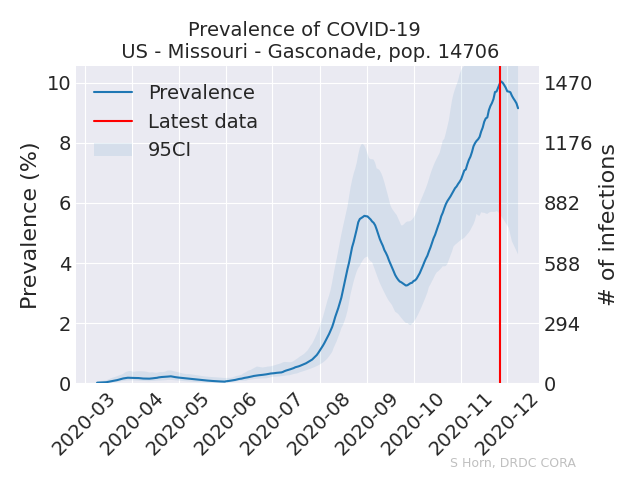 Prevalence of COVID-19
US - Missouri - Gasconade, pop. 14706
Prevalence
Latest data
95CI
Prevalence (%)
10
8
6
4
2
0
1470
1176
882
588
294
0
# of infections
2020-03
2020-04
2020-05
2020-06
2020-07
2020-08
2020-09
2020-10
2020-11
2020-12
S Horn, DRDC CORA